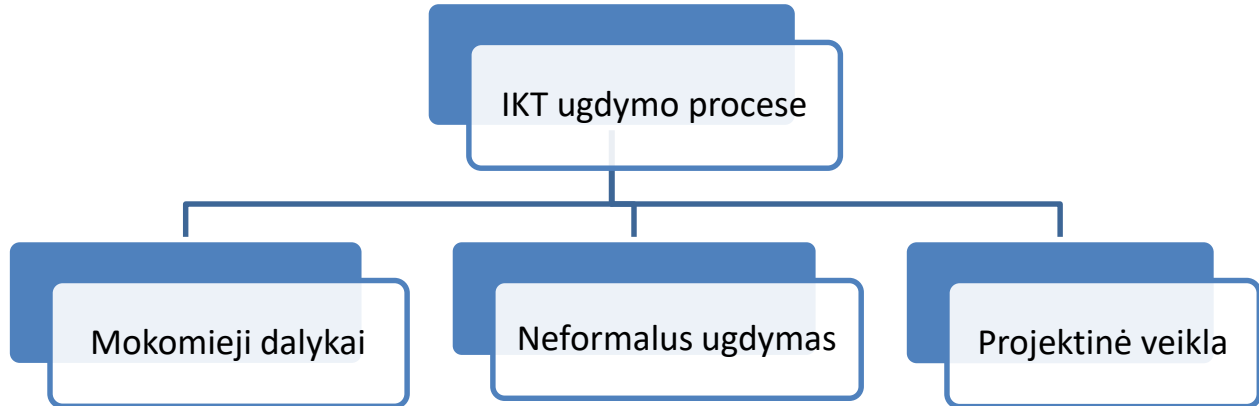 IKT ugdymo procese
Mokomieji dalykai
Neformalus ugdymas
Projektinė veikla